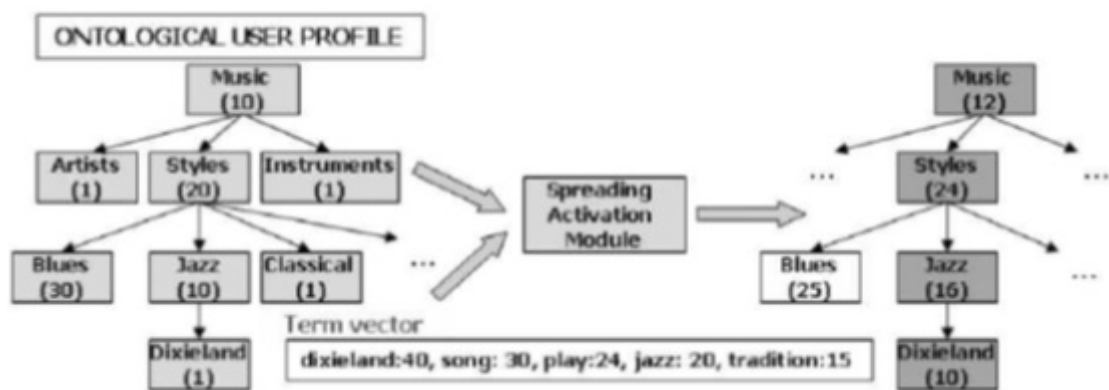 ONTOLOGICAL USER PROFILE
Music
(10)
Artists
(1)
Styles
(20)
Instruments
(1)
Blues
(30)
Jazz
(10)
Classical
(1)
...
Dixieland
(1)
Term vector
dixieland:40, song: 30, play:24, jazz: 20, tradition:15
Spreading
Activation
Module
Music
(12)
...
Styles
(24)
...
Blues
(25)
Jazz
(16)
...
Dixieland
(10)